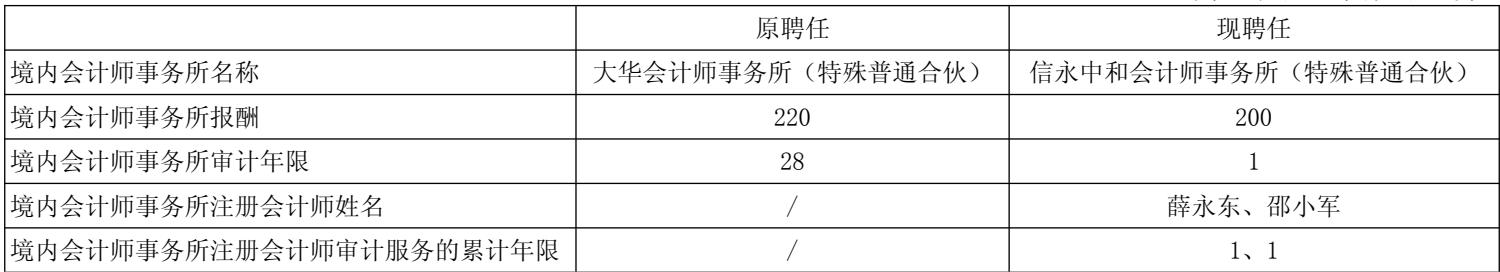 原聘任 现聘任
境内会计师事务所名称 大华会计师事务所（特殊普通合伙） 信永中和会计师事务所（特殊普通合伙）
境内会计师事务所报酬 220 200
境内会计师事务所审计年限 28 1
境内会计师事务所注册会计师姓名 / 薛永东、邵小军
境内会计师事务所注册会计师审计服务的累计年限 / 1、1